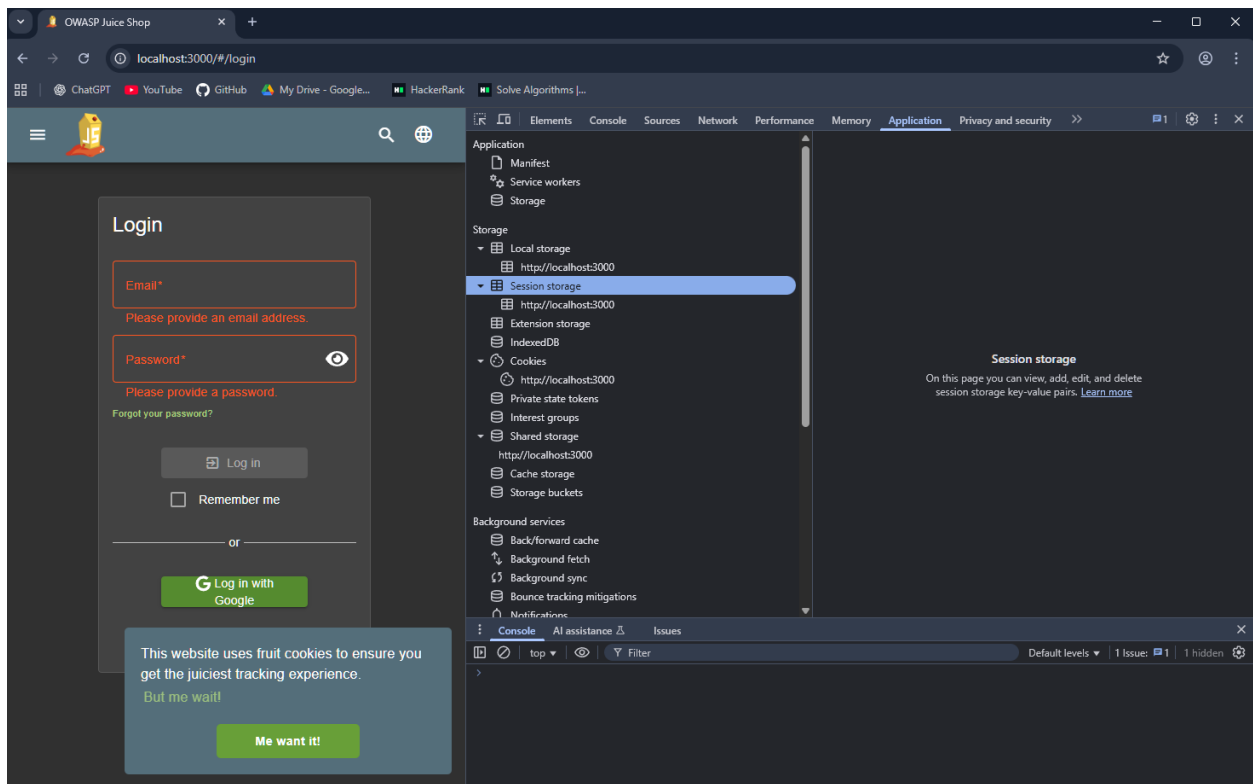 OWASP Juice Shop
localhost:3000/#/login
ChatGPT YouTube GitHub My Drive - Google... HackerRank Solve Algorithms |...
JS
Login
Email*
Please provide an email address.
Password*
Please provide a password.
Forgot your password?
Log in
Remember me
or
G Log in with
Google
This website uses fruit cookies to ensure you
get the juiciest tracking experience.
But me wait!
Me want it!
Elements Console Sources Network Performance Memory Application Privacy and security 1
Application
Manifest
Service workers
Storage
Storage
Local storage
http://localhost:3000
Session storage
http://localhost:3000
Extension storage
IndexedDB
Cookies
http://localhost:3000
Private state tokens
Interest groups
Shared storage
http://localhost:3000
Cache storage
Storage buckets
Background services
Back/forward cache
Background fetch
Background sync
Bounce tracking mitigations
Notifications
Session storage
On this page you can view, add, edit, and delete
session storage key-value pairs. Learn more
Console AI assistance Issues
top Filter Default levels 1 Issue: 1 1 hidden